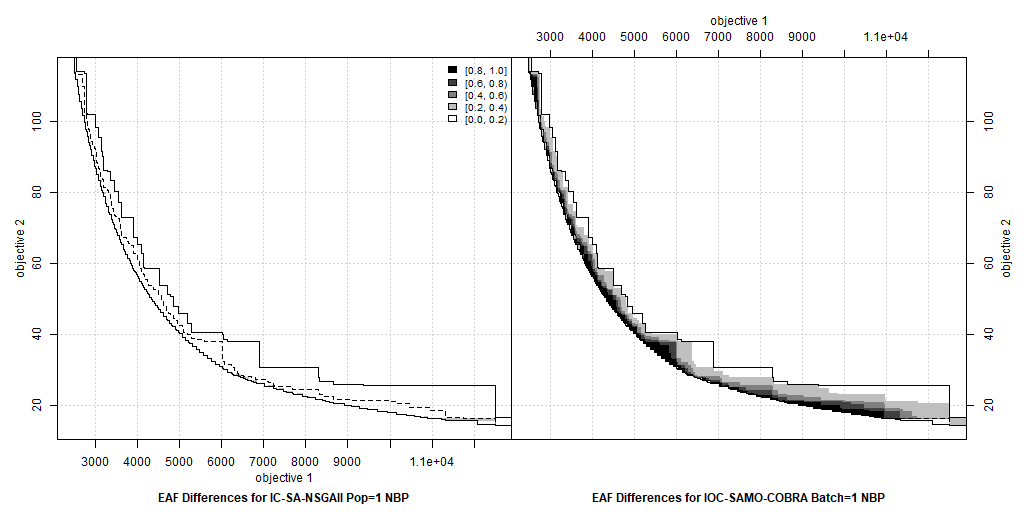 objective 1
3000 4000 5000 6000 7000 8000 9000 1.1e+04
[0.8, 1.0]
[0.6, 0.8)
[0.4, 0.6)
[0.2, 0.4)
[0.0, 0.2)
100
80
60
40
20
objective 2
100
80
60
40
20
objective 2
3000 4000 5000 6000 7000 8000 9000 1.1e+04
objective 1
EAF Differences for IC-SA-NSGAII Pop=1 NBP
EAF Differences for IOC-SAMO-COBRA Batch=1 NBP